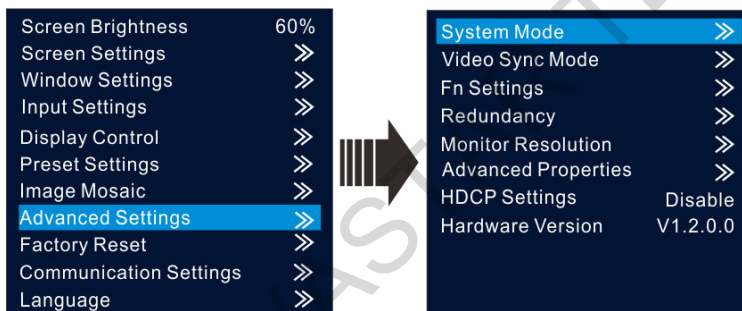 Screen Brightness 60%
Screen Settings
Window Settings
Input Settings
Display Control
Preset Settings
Image Mosaic
Advanced Settings
Factory Reset
Communication Settings
Language
System Mode
Video Sync Mode
Fn Settings
Redundancy
Monitor Resolution
Advanced Properties
HDCP Settings Disable
Hardware Version V1.2.0.0